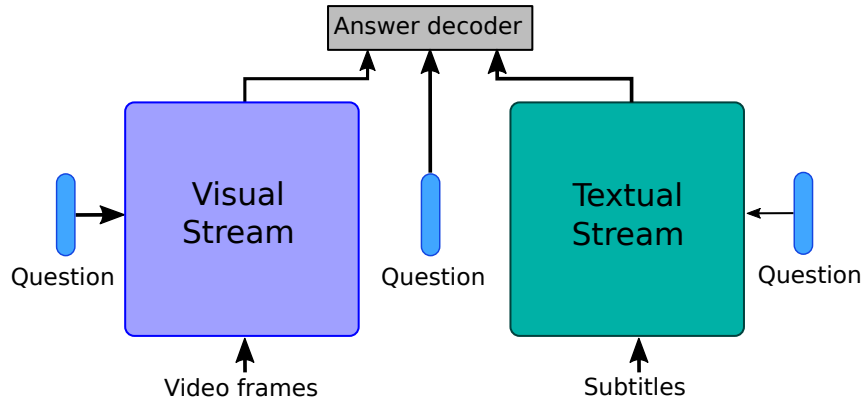 Answer decoder
Visual
Stream
Textual
Stream
Question
Question
Question
Video frames
Subtitles